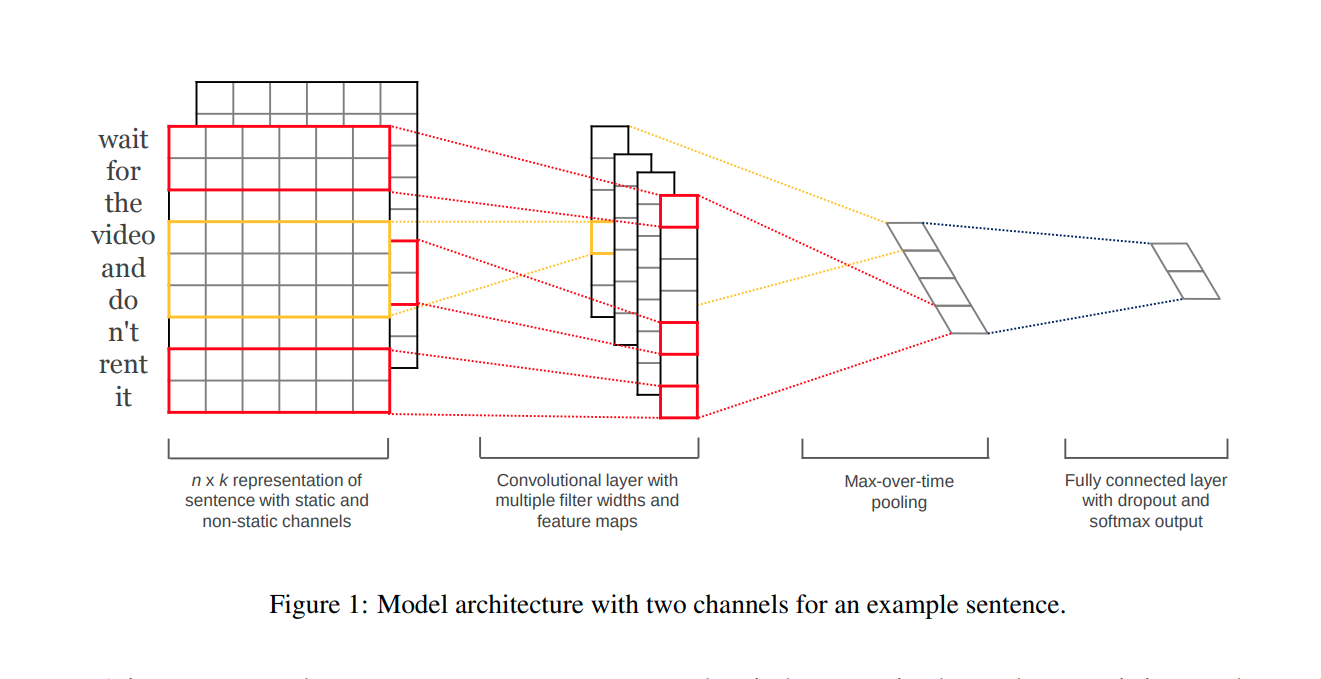 wait
for
the
video
and
do
n't
rent
it
n x k representation of
sentence with static and
non-static channels
Convolutional layer with
multiple filter widths and
feature maps
Max-over-time
pooling
Fully connected layer
with dropout and
softmax output
Figure 1: Model architecture with two channels for an example sentence.